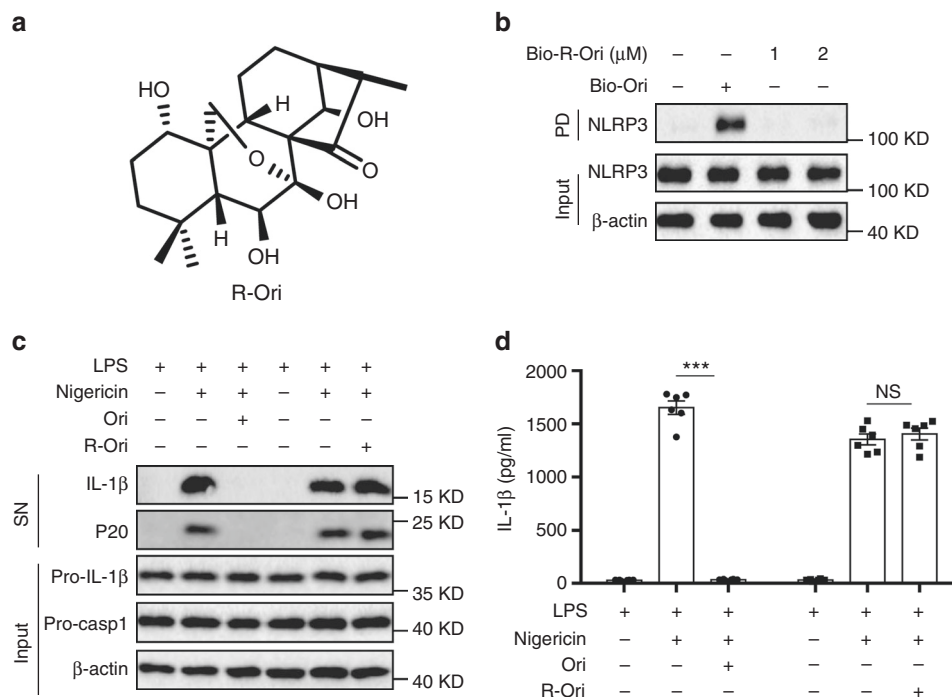 a
HO
H
OH
O
O
OH
H
OH
R-Ori
b
Bio-R-Ori (μM) – – 1 2
Bio-Ori – + – –
PD NLRP3
100 KD
Input NLRP3
100 KD
β-actin
40 KD
c
LPS + + + + + +
Nigericin – + + – + +
Ori – – + – – –
R-Ori – – – – – +
SN IL-1β
15 KD
P20
25 KD
Input Pro-IL-1β
35 KD
Pro-casp1
40 KD
β-actin
40 KD
d
IL-1β (pg/ml)
2000
1500
1000
500
0
***
NS
LPS + + + + + +
Nigericin – + + – + +
Ori – – + – – –
R-Ori – – – – – +